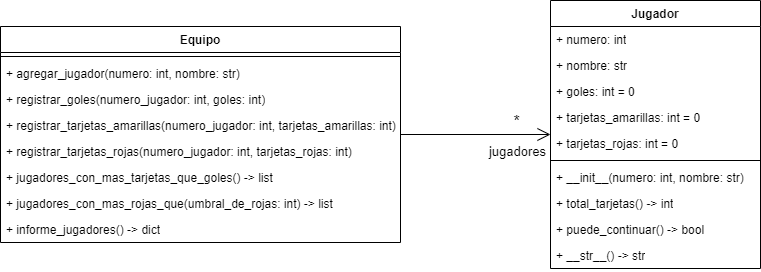 Equipo
+ agregar_jugador(numero: int, nombre: str)
+ registrar_goles(numero_jugador: int, goles: int)
+ registrar_tarjetas_amarillas(numero_jugador: int, tarjetas_amarillas: int)
+ registrar_tarjetas_rojas(numero_jugador: int, tarjetas_rojas: int)
+ jugadores_con_mas_tarjetas_que_goles() -> list
+ jugadores_con_mas_rojas_que(umbral_de_rojas: int) -> list
+ informe_jugadores() -> dict
*
jugadores
Jugador
+ numero: int
+ nombre: str
+ goles: int = 0
+ tarjetas_amarillas: int = 0
+ tarjetas_rojas: int = 0
+ __init__(numero: int, nombre: str)
+ total_tarjetas() -> int
+ puede_continuar() -> bool
+ __str__() -> str